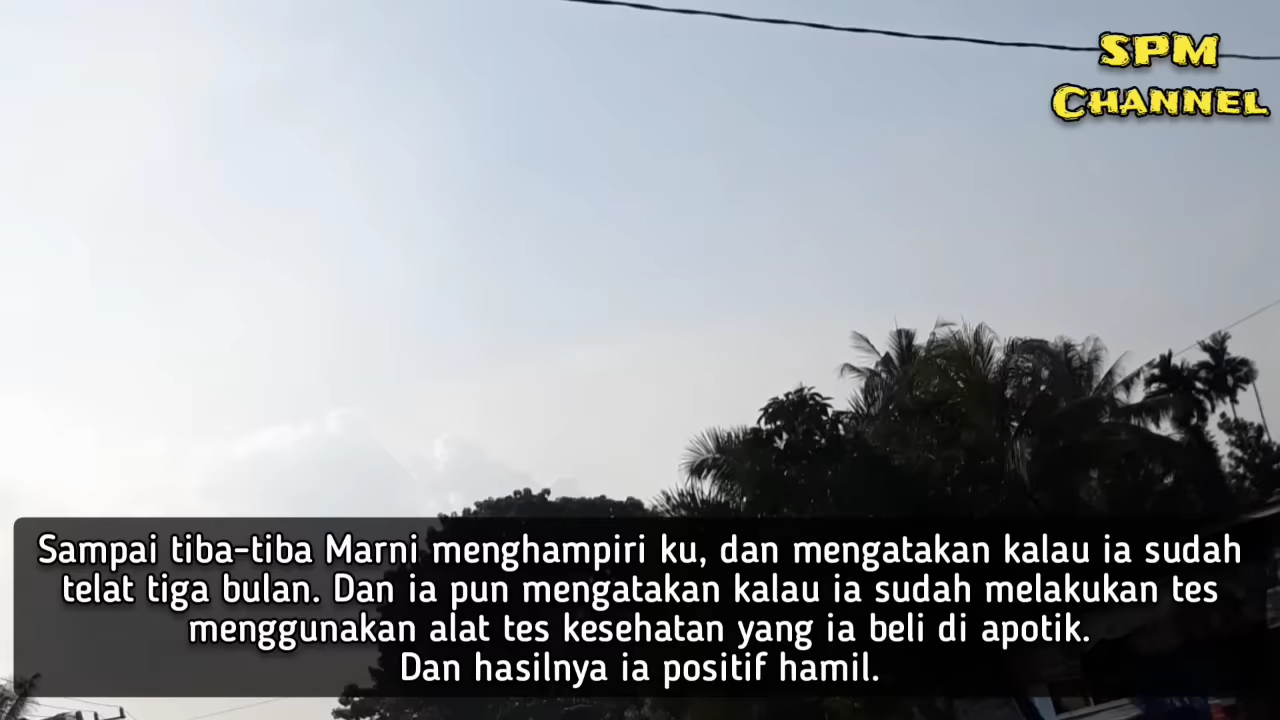 SPM
CHANNEL
Sampai tiba-tiba Marni menghampiri ku, dan mengatakan kalau ia sudah
telat tiga bulan. Dan ia pun mengatakan kalau ia sudah melakukan tes
menggunakan alat tes kesehatan yang ia beli di apotik.
Dan hasilnya ia positif hamil.